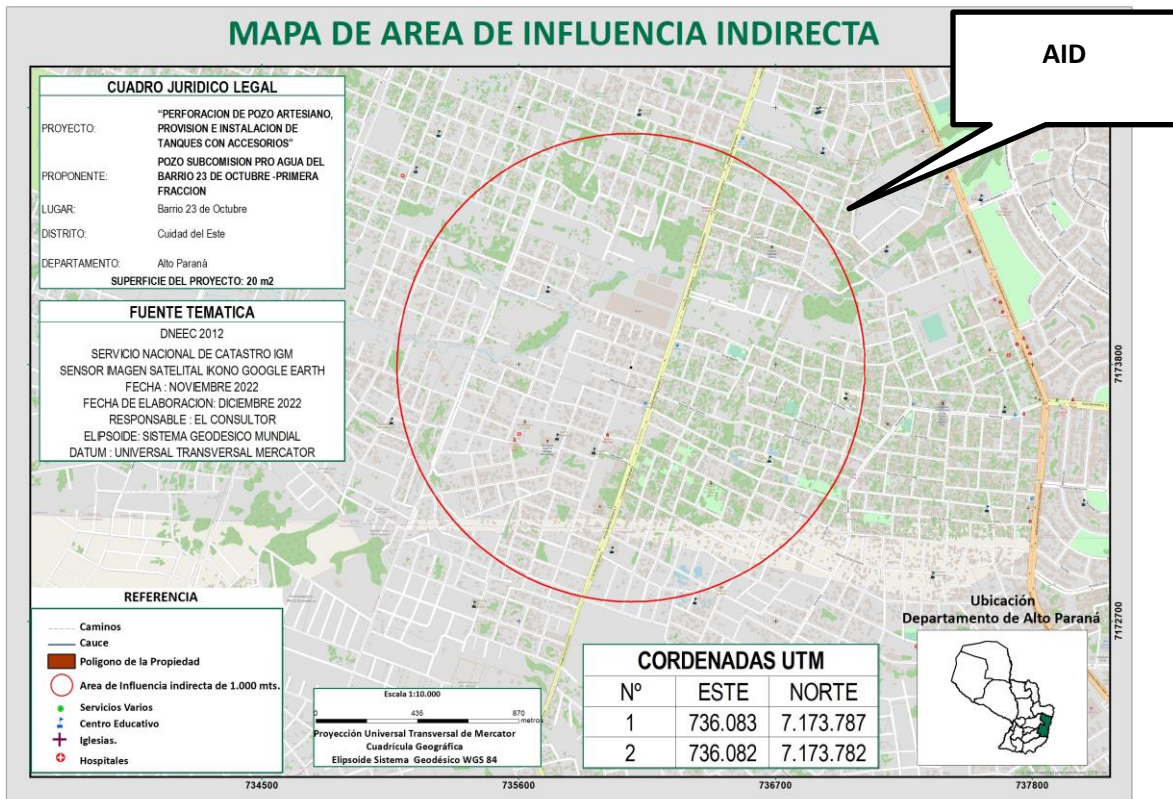 MAPA DE AREA DE INFLUENCIA INDIRECTA
AID
CUADRO JURIDICO LEGAL
PROYECTO: "PERFORACION DE POZO ARTESIANO, PROVISION E INSTALACION DE TANQUES CON ACCESORIOS"
PROPONENTE: POZO SUBCOMISION PRO AGUA DEL BARRIO 23 DE OCTUBRE -PRIMERA FRACCION
LUGAR: Barrio 23 de Octubre
DISTRITO: Cuidad del Este
DEPARTAMENTO: Alto Paraná
SUPERFICIE DEL PROYECTO: 20 m2
FUENTE TEMATICA
DNEEC 2012
SERVICIO NACIONAL DE CATASTRO IGM
SENSOR IMAGEN SATELITAL IKONO GOOGLE EARTH
FECHA : NOVIEMBRE 2022
FECHA DE ELABORACION: DICIEMBRE 2022
RESPONSABLE : EL CONSULTOR
ELIPSOIDE: SISTEMA GEODESICO MUNDIAL
DATUM : UNIVERSAL TRANSVERSAL MERCATOR
7173800
7172700
REFERENCIA
Caminos
Cauce
Poligono de la Propiedad
Area de Influencia indirecta de 1.000 mts.
Servicios Varios
Centro Educativo
Iglesias.
Hospitales
Escala 1:10.000
0 435 870
metros
Proyección Universal Transversal de Mercator
Cuadrícula Geográfica
Elipsoide Sistema Geodésico WGS 84
CORDENADAS UTM
Nº ESTE NORTE
1 736.083 7.173.787
2 736.082 7.173.782
Ubicación
Departamento de Alto Paraná
734500 735600 736700 737800